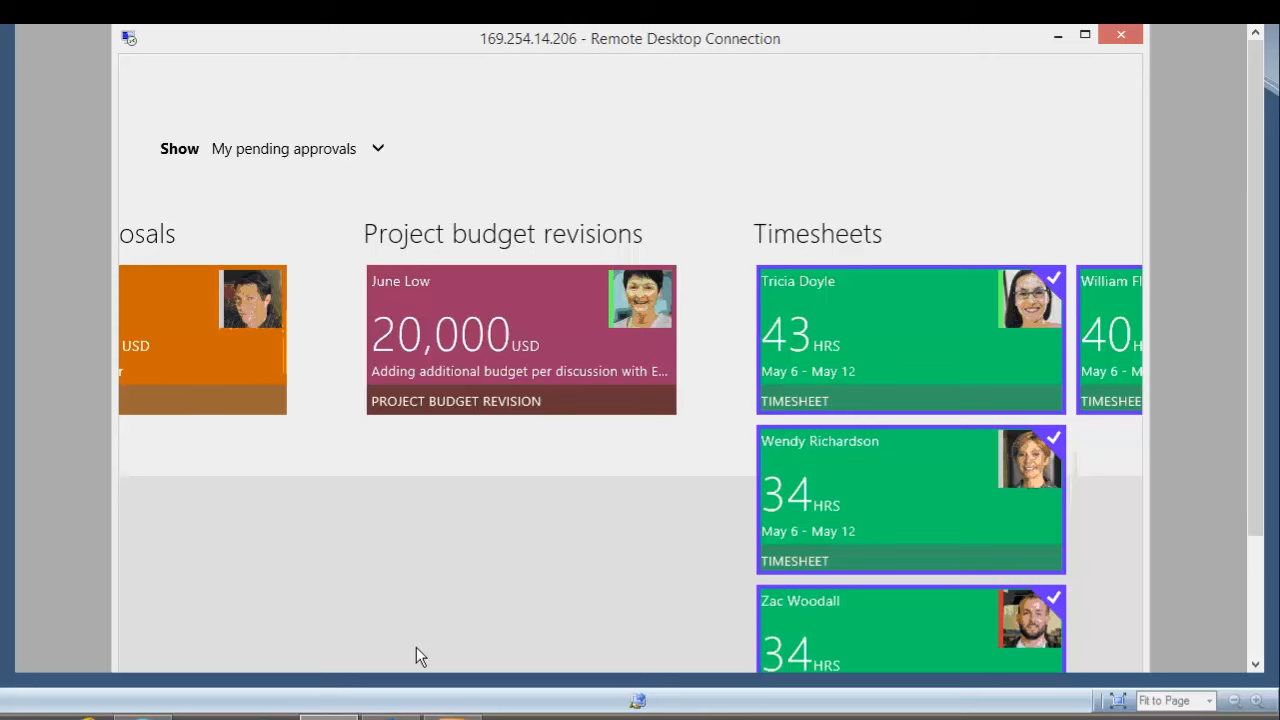 169.254.14.206 - Remote Desktop Connection
Show My pending approvals
osals
Project budget revisions
Timesheets
USD
r
June Low
20,000 USD
Adding additional budget per discussion with E...
PROJECT BUDGET REVISION
Tricia Doyle
43 HRS
May 6 - May 12
TIMESHEET
William Fl
40 H
May 6 - M
TIMESHEE
Wendy Richardson
34 HRS
May 6 - May 12
TIMESHEET
Zac Woodall
34 HRS
Fit to Page